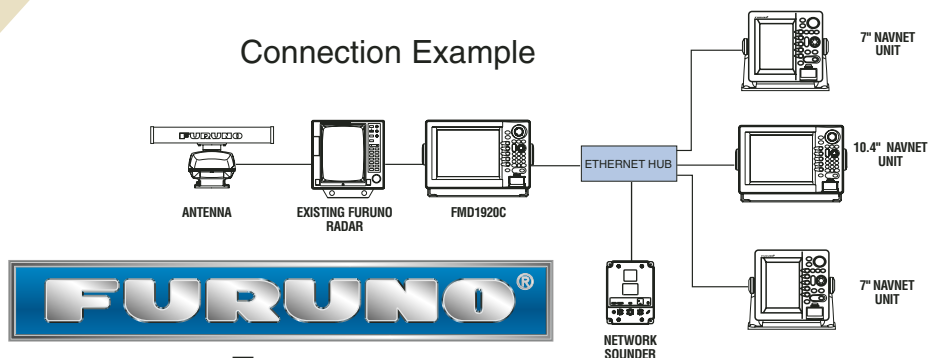 Connection Example
FURUNO
ANTENNA
EXISTING FURUNO
RADAR
FMD1920C
ETHERNET HUB
7" NAVNET
UNIT
10.4" NAVNET
UNIT
7" NAVNET
UNIT
NETWORK
SOUNDER
FURUNO®